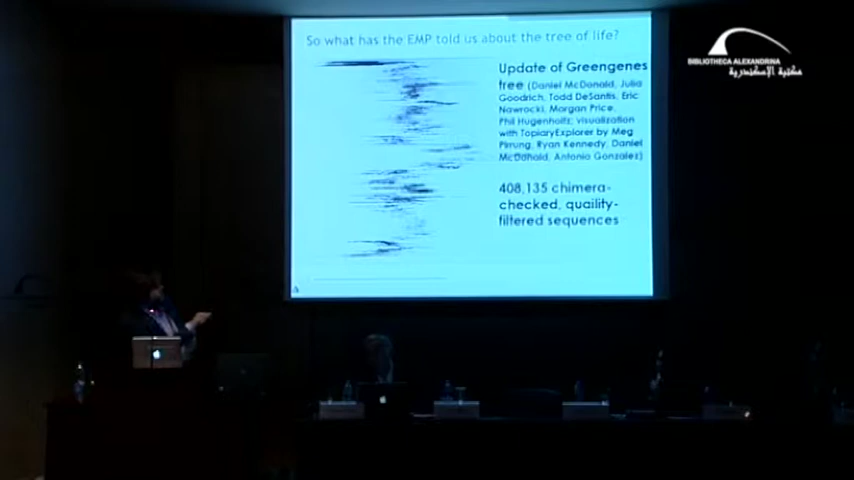 So what has the EMP told us about the tree of life?
BIBLIOTHECA ALEXANDRINA
مكتبة الإسكندرية
Update of Greengenes
tree (Daniel McDonald, Julia
Goodrich, Todd DeSantis, Eric
Nawrocki, Morgan Price,
Phil Hugenholtz; visualization
with TopiaryExplorer by Meg
Pirrung, Ryan Kennedy, Daniel
McDonald, Antonio Gonzalez)
408,135 chimera-
checked, quaility-
filtered sequences